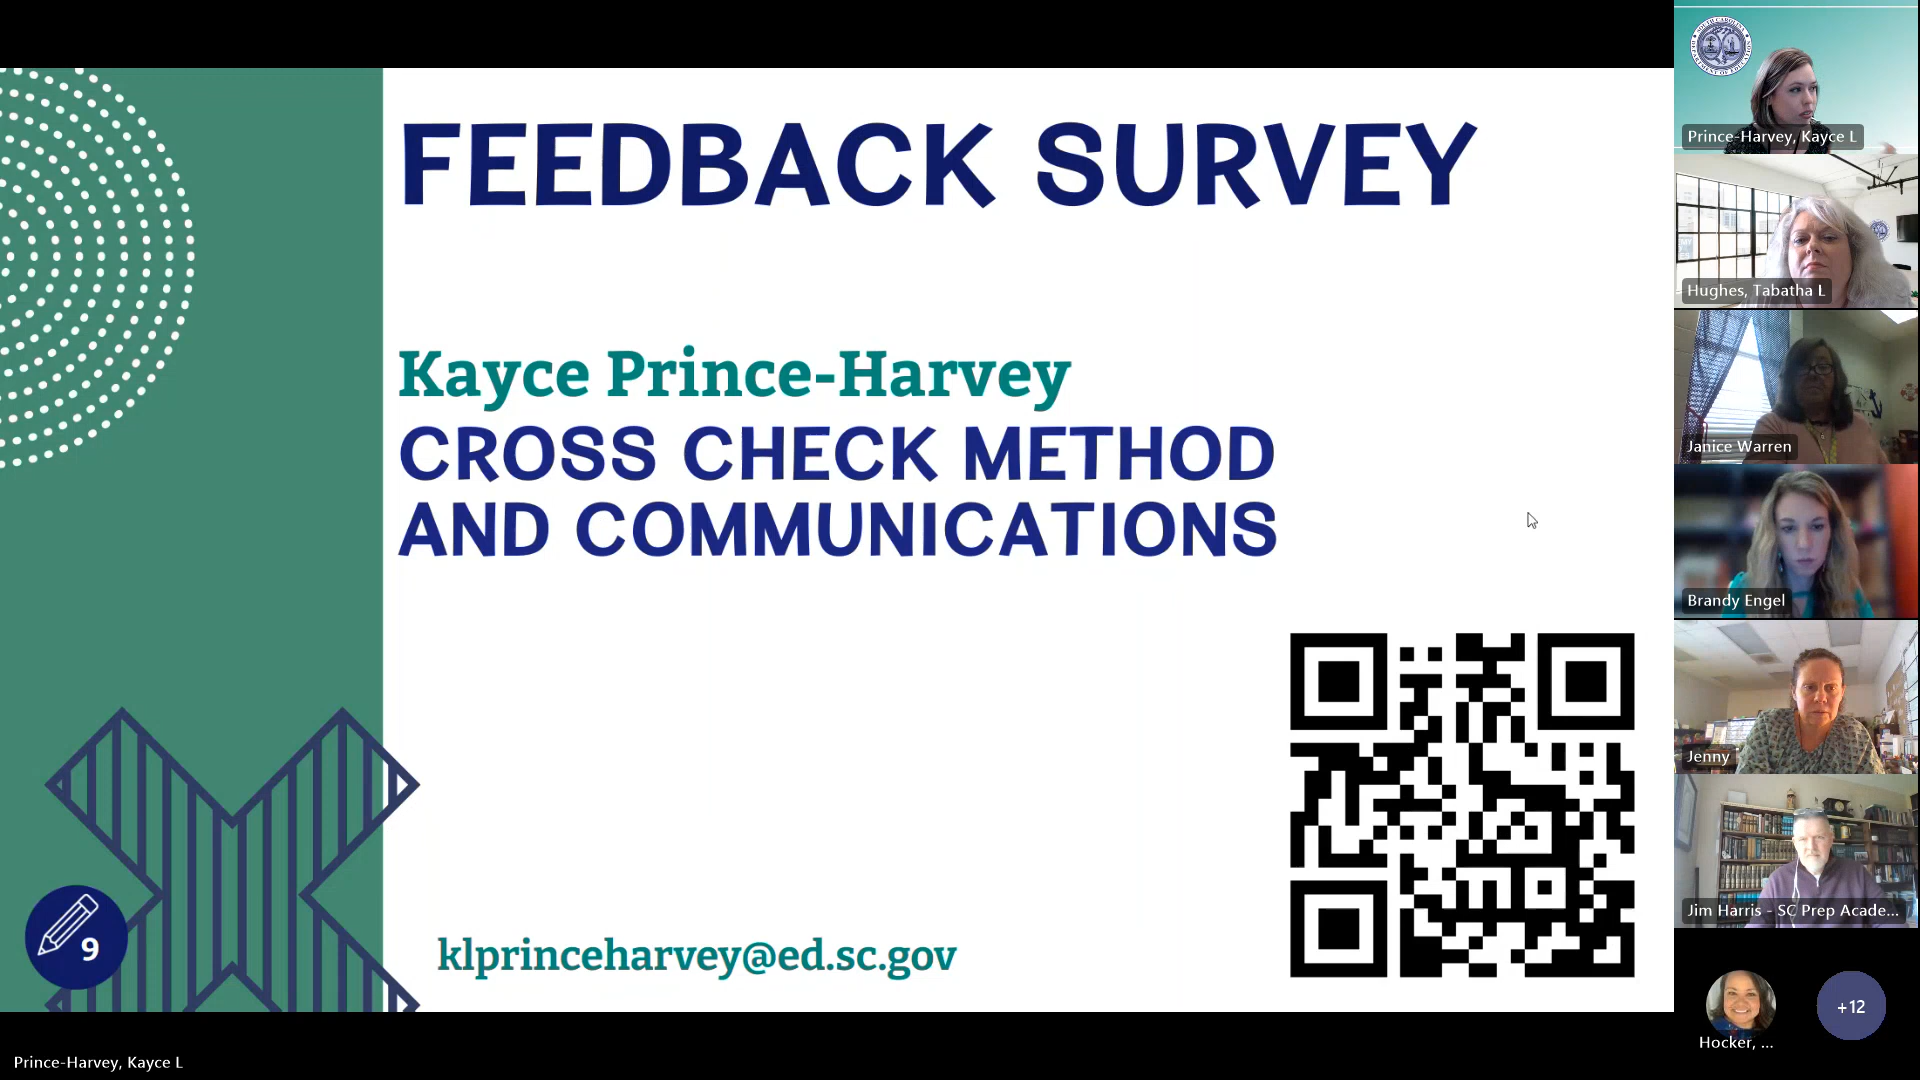 FEEDBACK SURVEY
Kayce Prince-Harvey
CROSS CHECK METHOD
AND COMMUNICATIONS
klprinceharvey@ed.sc.gov
9
Prince-Harvey, Kayce L
Prince-Harvey, Kayce L
Hughes, Tabatha L
Janice Warren
Brandy Engel
Jenny
Jim Harris - SC Prep Acade...
Hocker, ...
+12